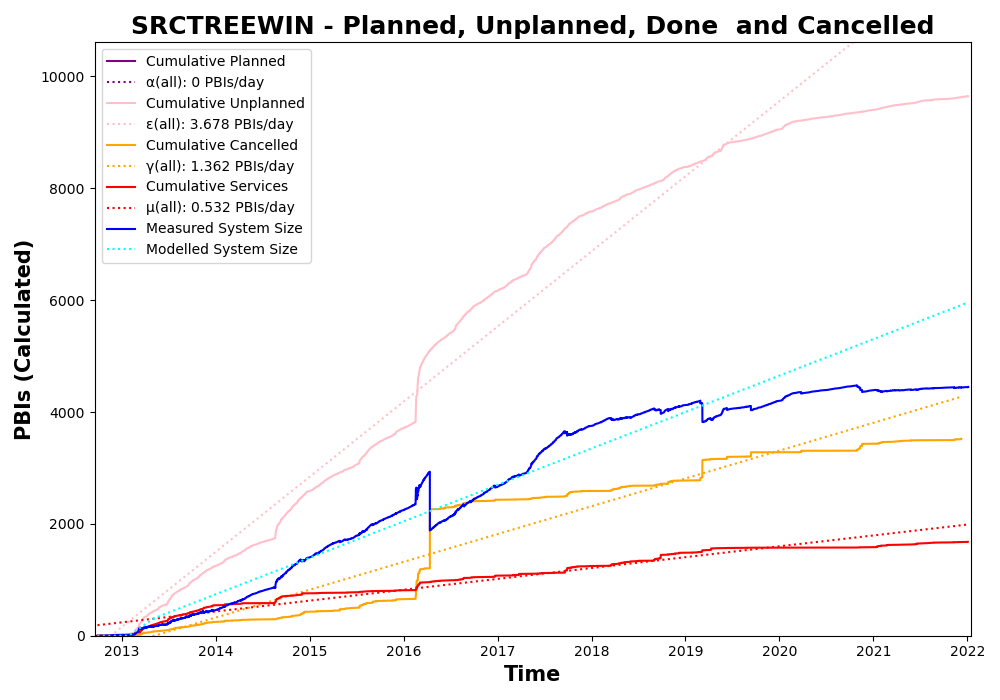 SRCTREEWIN - Planned, Unplanned, Done  and Cancelled
PBIs (Calculated)
10000
8000
6000
4000
2000
0
Cumulative Planned
α(all): 0 PBIs/day
Cumulative Unplanned
ε(all): 3.678 PBIs/day
Cumulative Cancelled
γ(all): 1.362 PBIs/day
Cumulative Services
μ(all): 0.532 PBIs/day
Measured System Size
Modelled System Size
2013 2014 2015 2016 2017 2018 2019 2020 2021 2022
Time